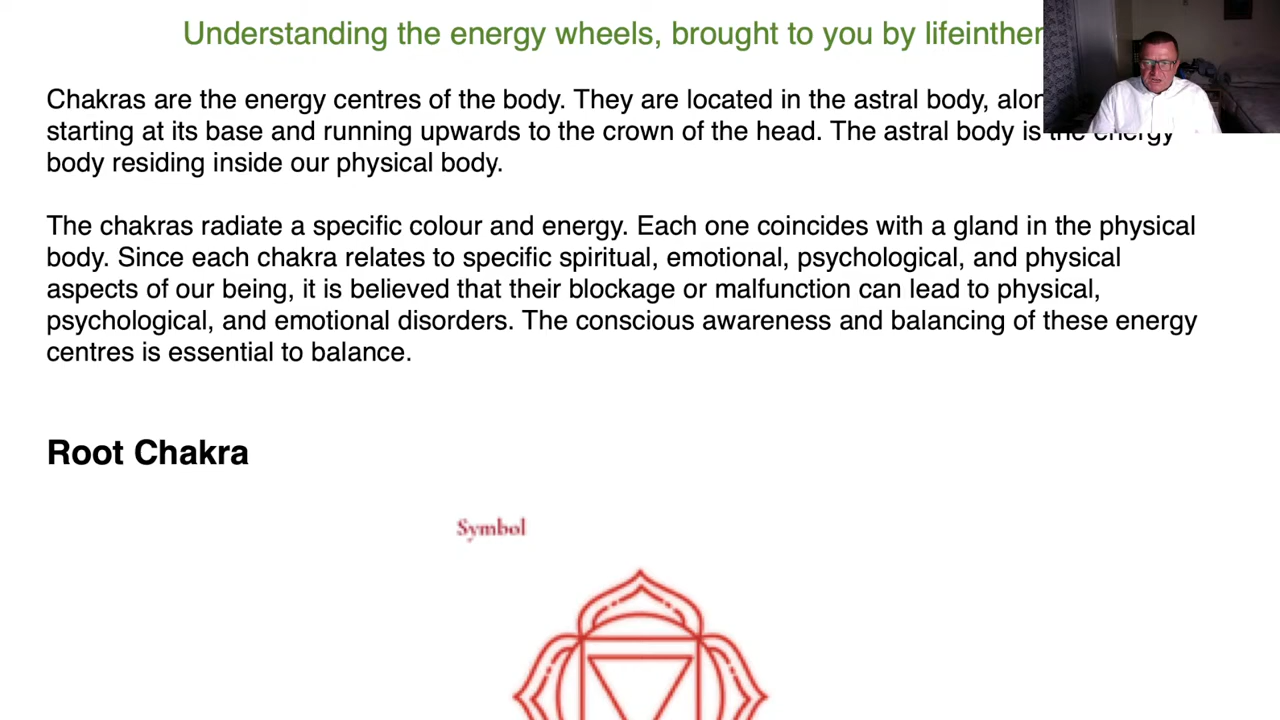 Understanding the energy wheels, brought to you by
Chakras are the energy centres of the body. They are located in the astral body,
starting at its base and running upwards to the crown of the head. The astral body is the energy
body residing inside our physical body.
The chakras radiate a specific colour and energy. Each one coincides with a gland in the physical
body. Since each chakra relates to specific spiritual, emotional, psychological, and physical
aspects of our being, it is believed that their blockage or malfunction can lead to physical,
psychological, and emotional disorders. The conscious awareness and balancing of these energy
centres is essential to balance.
Root Chakra
Symbol